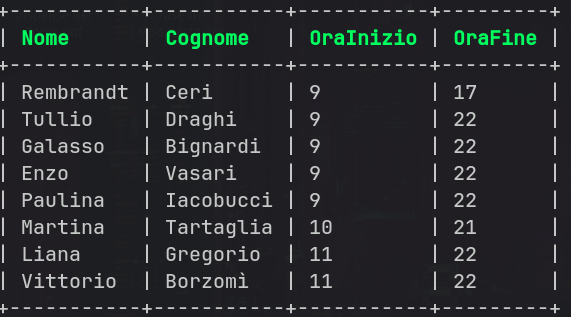 Nome | Cognome | OraInizio | OraFine
Rembrandt | Ceri | 9 | 17
Tullio | Draghi | 9 | 22
Galasso | Bignardi | 9 | 22
Enzo | Vasari | 9 | 22
Paulina | Iacobucci | 9 | 22
Martina | Tartaglia | 10 | 21
Liana | Gregorio | 11 | 22
Vittorio | Borzomì | 11 | 22